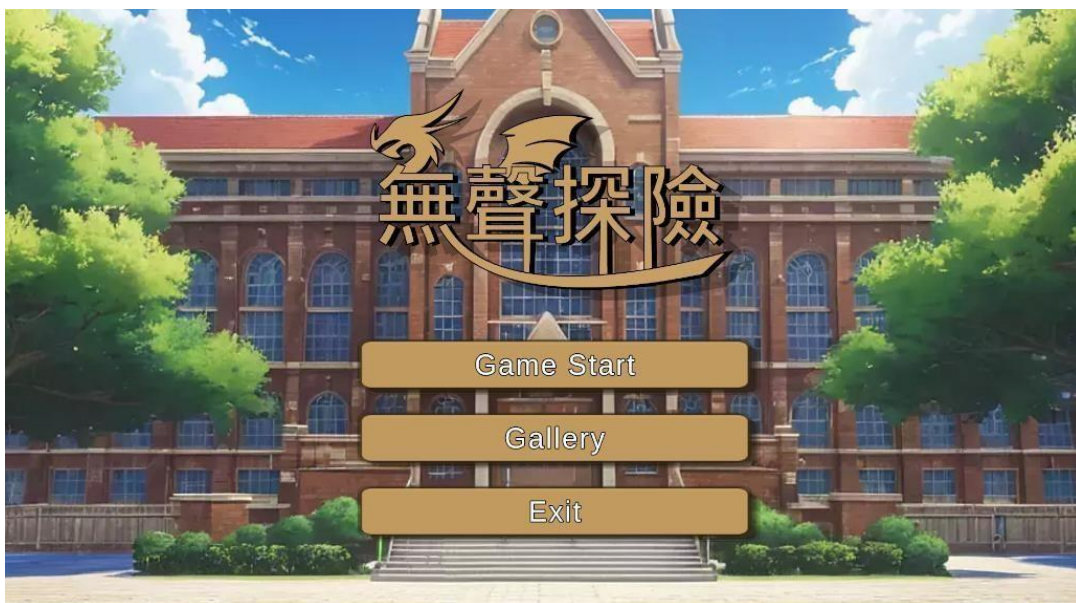 無聲探險
Game Start
Gallery
Exit